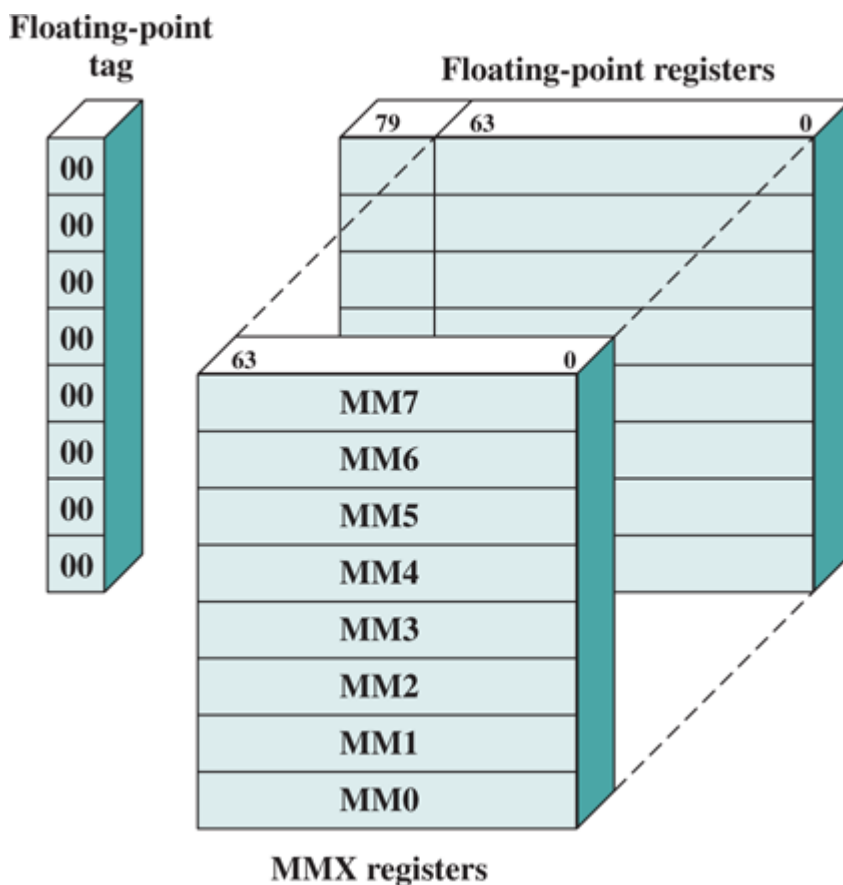 Floating-point
tag
Floating-point registers
79 63 0
00
00
00
00
00
00
00
00
63 0
MM7
MM6
MM5
MM4
MM3
MM2
MM1
MM0
MMX registers